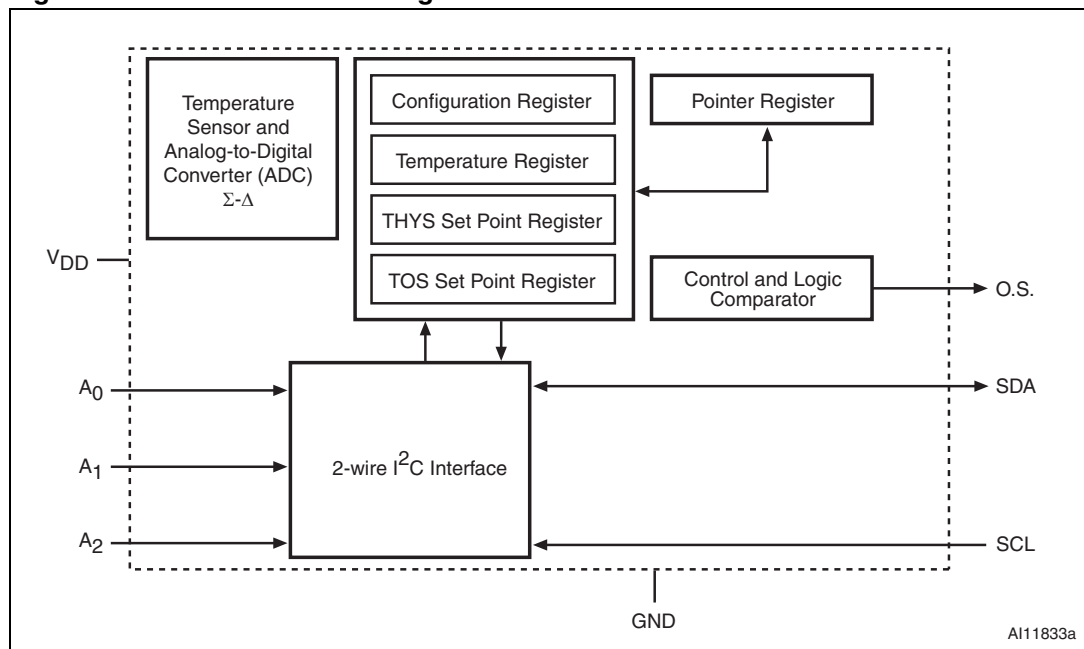 Temperature
Sensor and
Analog-to-Digital
Converter (ADC)
Σ-Δ
Configuration Register
Temperature Register
THYS Set Point Register
TOS Set Point Register
Pointer Register
Control and Logic
Comparator
VDD
O.S.
A0
A1
A2
2-wire I2C Interface
SDA
SCL
GND
AI11833a